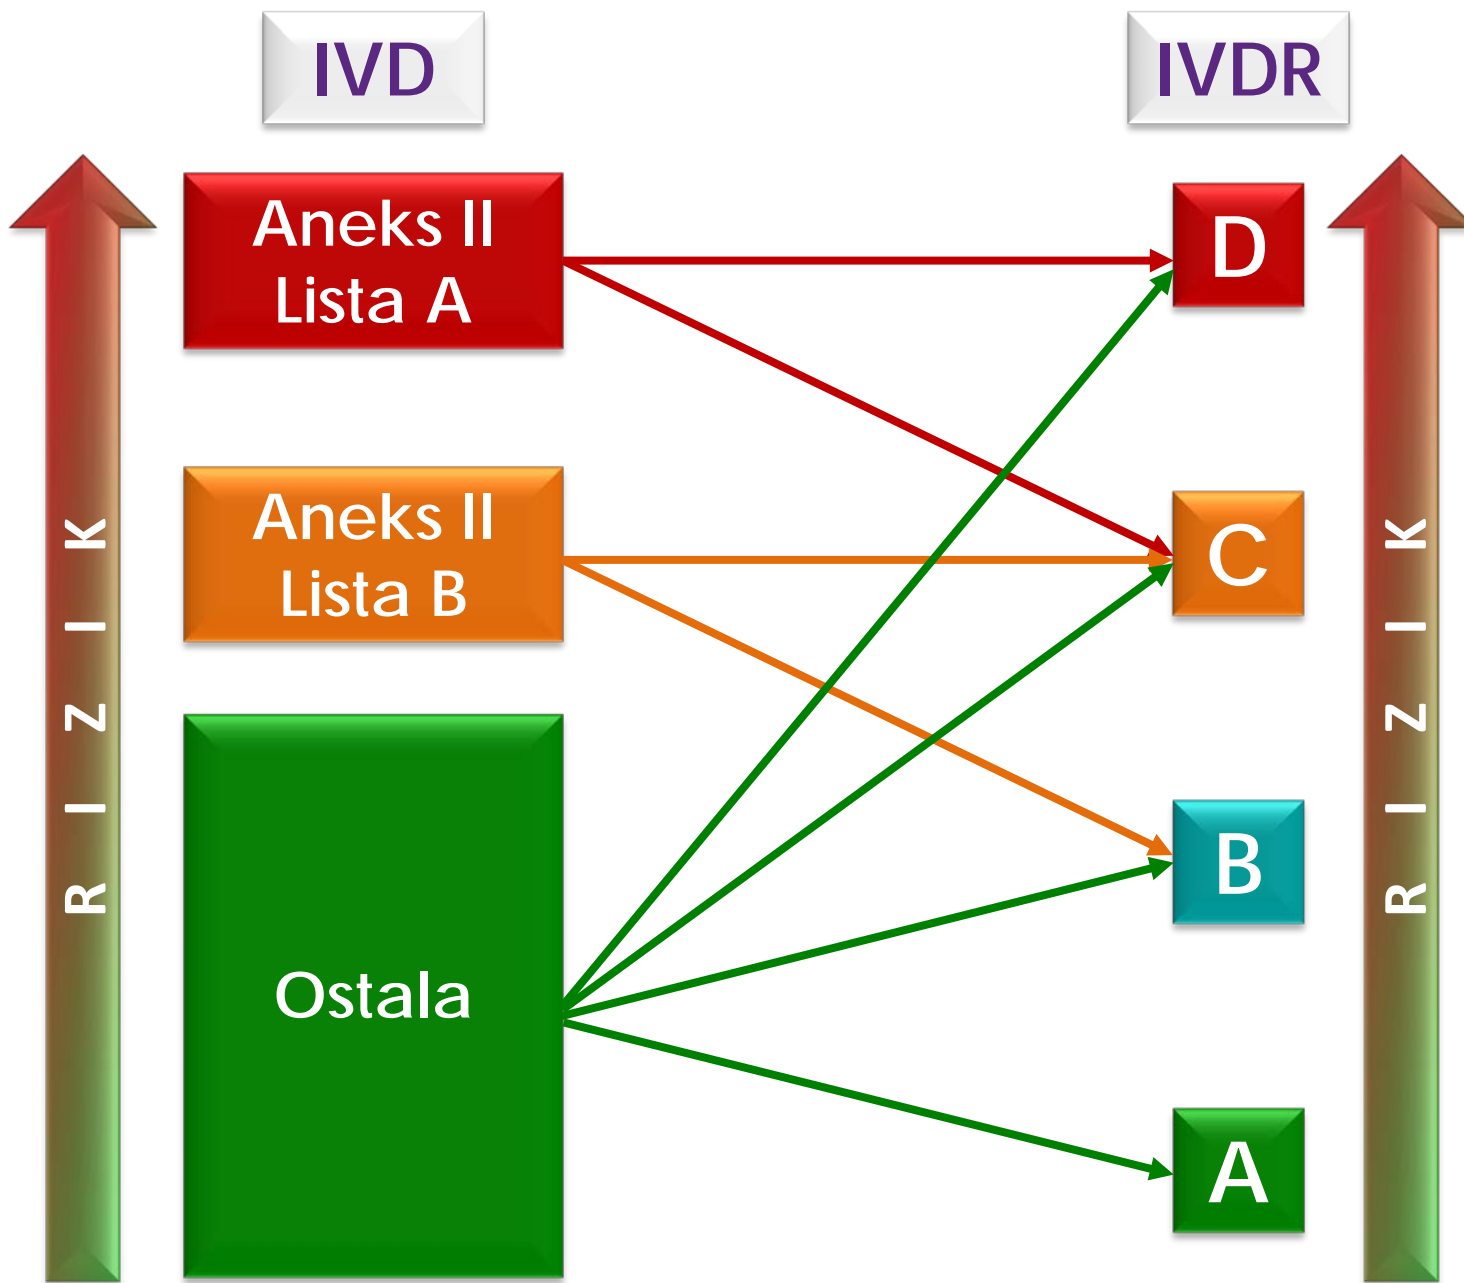 IVD
IVDR
Aneks II
Lista A
D
Aneks II
Lista B
C
B
Ostala
A
RIZIK
RIZIK